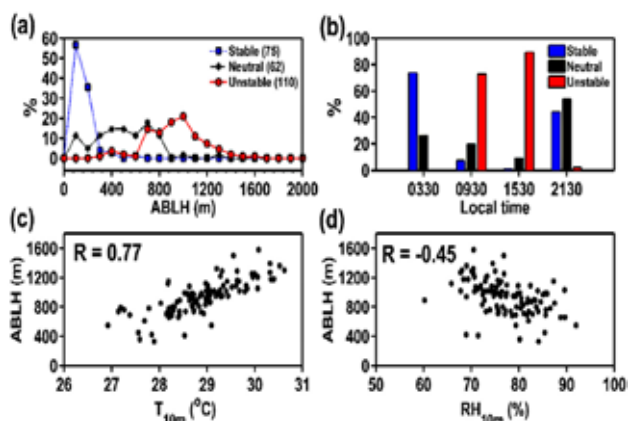 (a)
60
50
40
30
20
10
0
%
Stable (75)
Neutral (62)
Unstable (110)
0 400 800 1200 1600 2000
ABLH (m)
(b)
100
80
60
40
20
0
%
Stable
Neutral
Unstable
0330 0930 1530 2130
Local time
(c)
R = 0.77
1600
1200
800
400
0
ABLH (m)
26 27 28 29 30 31
T10m (°C)
(d)
R = -0.45
1600
1200
800
400
0
ABLH (m)
50 60 70 80 90 100
RH10m (%)